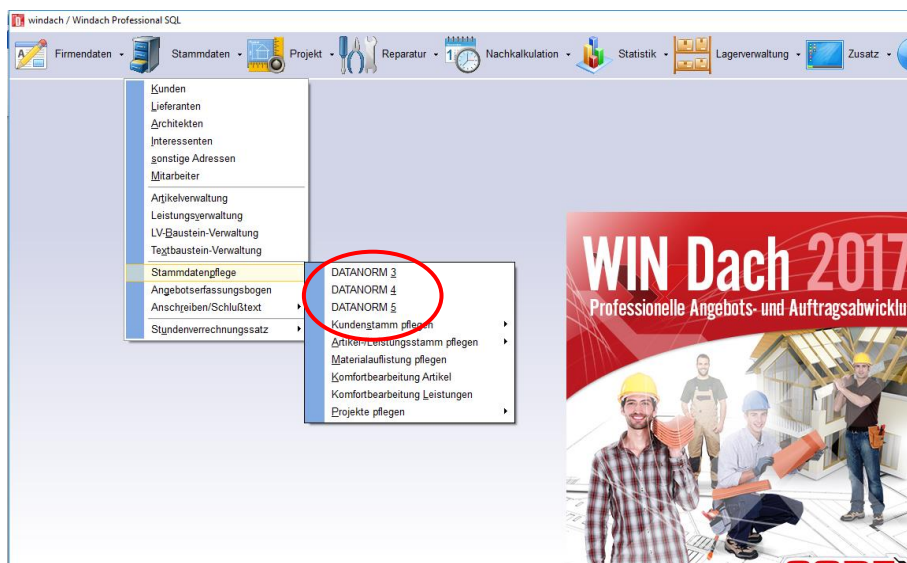 windach / Windach Professional SQL
Firmendaten Stammdaten Projekt Reparatur Nachkalkulation Statistik Lagerverwaltung Zusatz
Kunden
Lieferanten
Architekten
Interessenten
sonstige Adressen
Mitarbeiter
Artikelverwaltung
Leistungsverwaltung
LV-Baustein-Verwaltung
Textbaustein-Verwaltung
Stammdatenpflege
Angebotserfassungsbogen
Anschreiben/Schlußtext
Stundenverrechnungssatz
DATANORM 3
DATANORM 4
DATANORM 5
Kundenstamm pflegen
Artikel-/Leistungsstamm pflegen
Materialauflistung pflegen
Komfortbearbeitung Artikel
Komfortbearbeitung Leistungen
Projekte pflegen
WIN Dach 2017
Professionelle Angebots- und Auftragsabwicklu